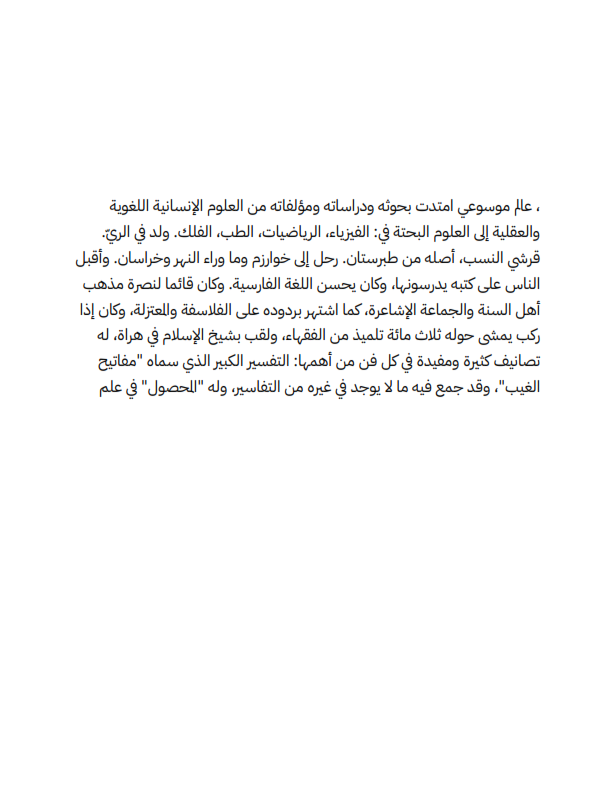 ، عالم موسوعي امتدت بحوثه ودراساته ومؤلفاته من العلوم الإنسانية اللغوية
والعقلية إلى العلوم البحتة في: الفيزياء، الرياضيات، الطب، الفلك. ولد في الريّ.
قرشي النسب، أصله من طبرستان. رحل إلى خوارزم وما وراء النهر وخراسان. وأقبل
الناس على كتبه يدرسونها، وكان يحسن اللغة الفارسية. وكان قائما لنصرة مذهب
أهل السنة والجماعة الإشاعرة، كما اشتهر بردوده على الفلاسفة والمعتزلة، وكان إذا
ركب يمشى حوله ثلاث مائة تلميذ من الفقهاء، ولقب بشيخ الإسلام في هراة، له
تصانيف كثيرة ومفيدة في كل فن من أهمها: التفسير الكبير الذي سماه "مفاتيح
الغيب"، وقد جمع فيه ما لا يوجد في غيره من التفاسير، وله "المحصول" في علم